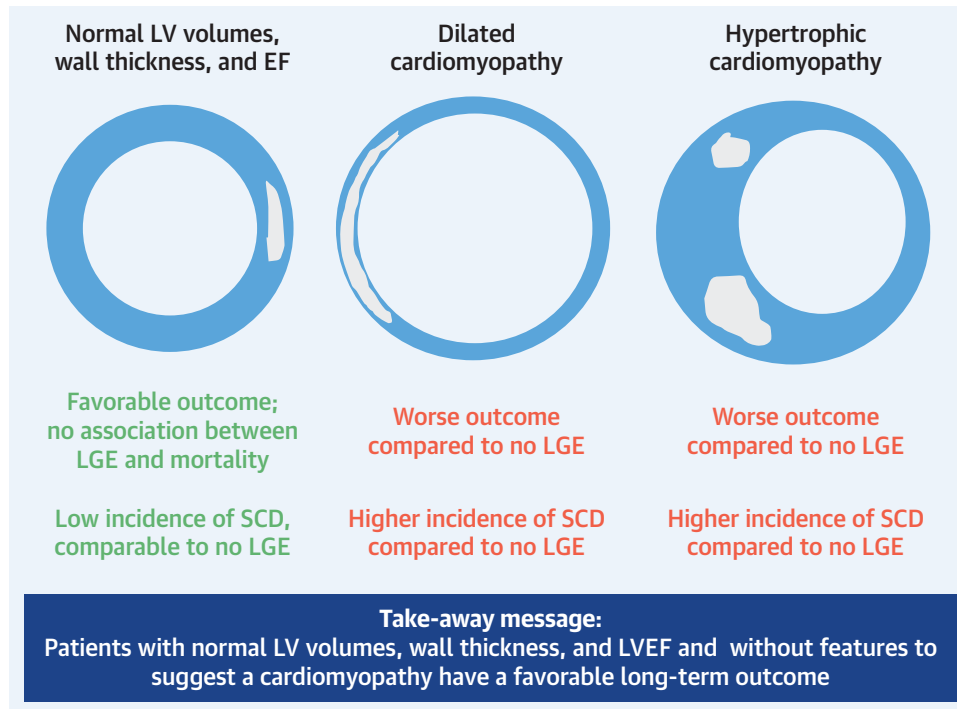 Normal LV volumes,
wall thickness, and EF
Dilated
cardiomyopathy
Hypertrophic
cardiomyopathy
Favorable outcome;
no association between
LGE and mortality
Worse outcome
compared to no LGE
Worse outcome
compared to no LGE
Low incidence of SCD,
comparable to no LGE
Higher incidence of SCD
compared to no LGE
Higher incidence of SCD
compared to no LGE
Take-away message:
Patients with normal LV volumes, wall thickness, and LVEF and without features to
suggest a cardiomyopathy have a favorable long-term outcome